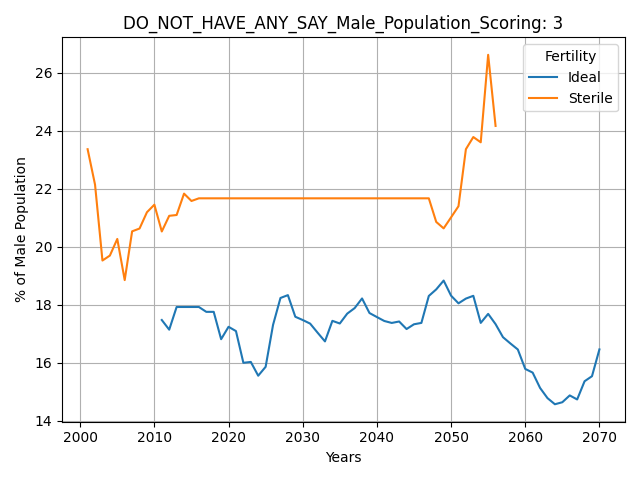 DO_NOT_HAVE_ANY_SAY_Male_Population_Scoring: 3
Fertility
Ideal
Sterile
% of Male Population
26
24
22
20
18
16
14
2000 2010 2020 2030 2040 2050 2060 2070
Years